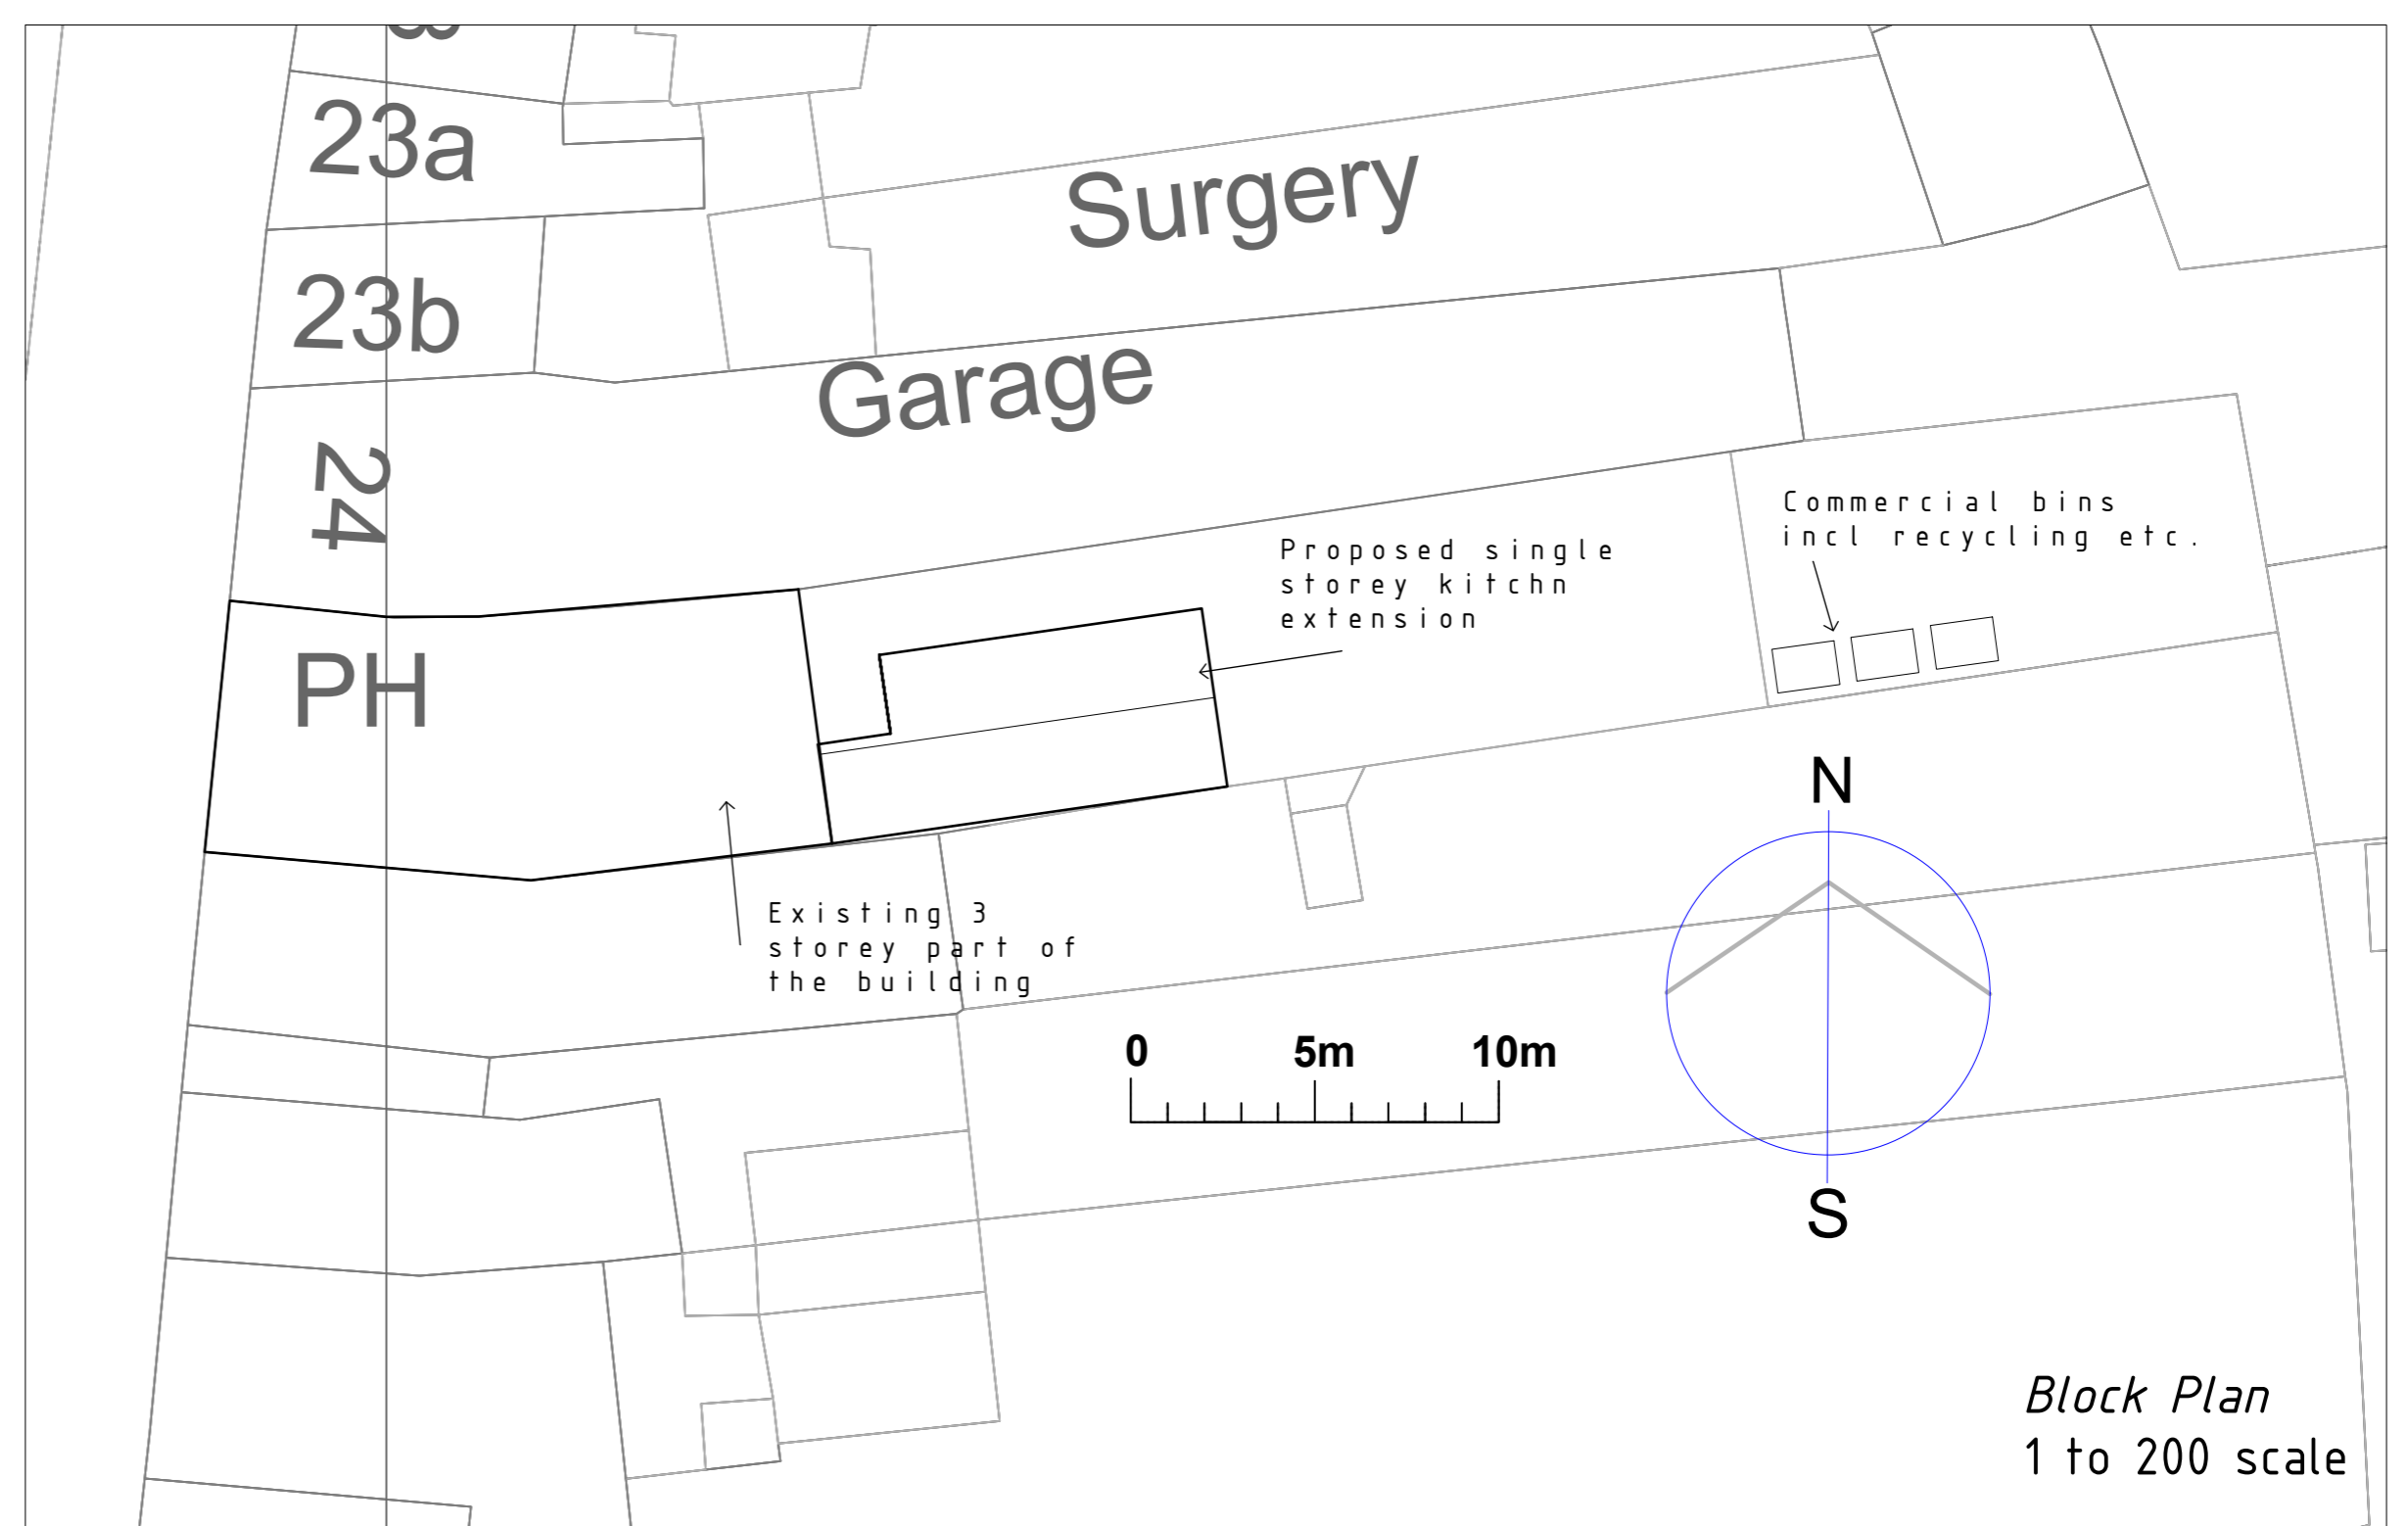 8
23a
Surgery
23b
Garage
24
Commercial bins
incl recycling etc.
Proposed single
storey kitchn
extension
PH
N
Existing 3
storey part of
the building
0 5m 10m
S
Block Plan
1 to 200 scale